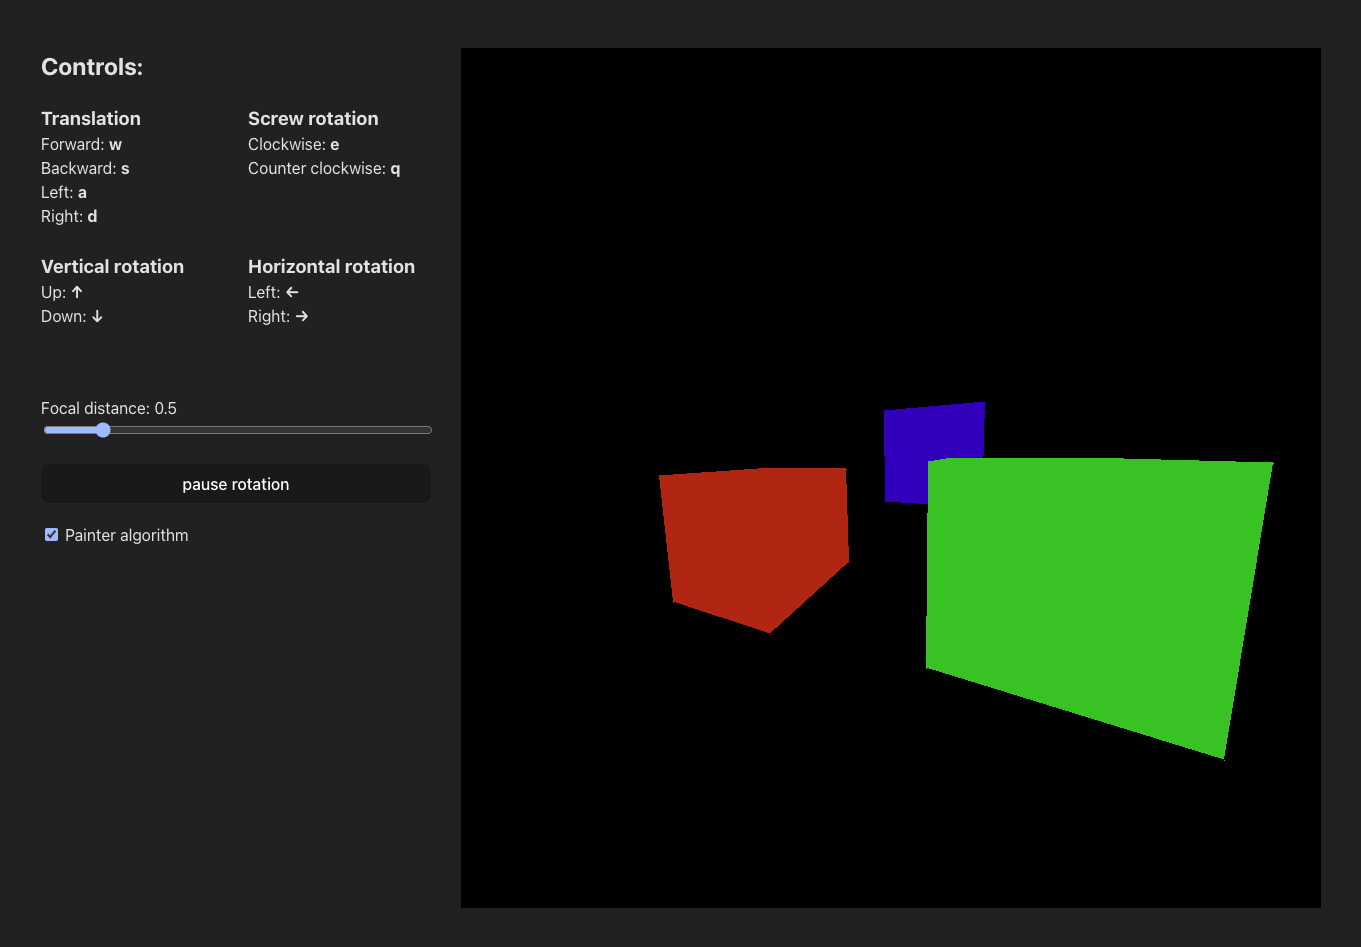 Controls:
Translation
Forward: w
Backward: s
Left: a
Right: d
Screw rotation
Clockwise: e
Counter clockwise: q
Vertical rotation
Up: ↑
Down: ↓
Horizontal rotation
Left: ←
Right: →
Focal distance: 0.5
pause rotation
Painter algorithm